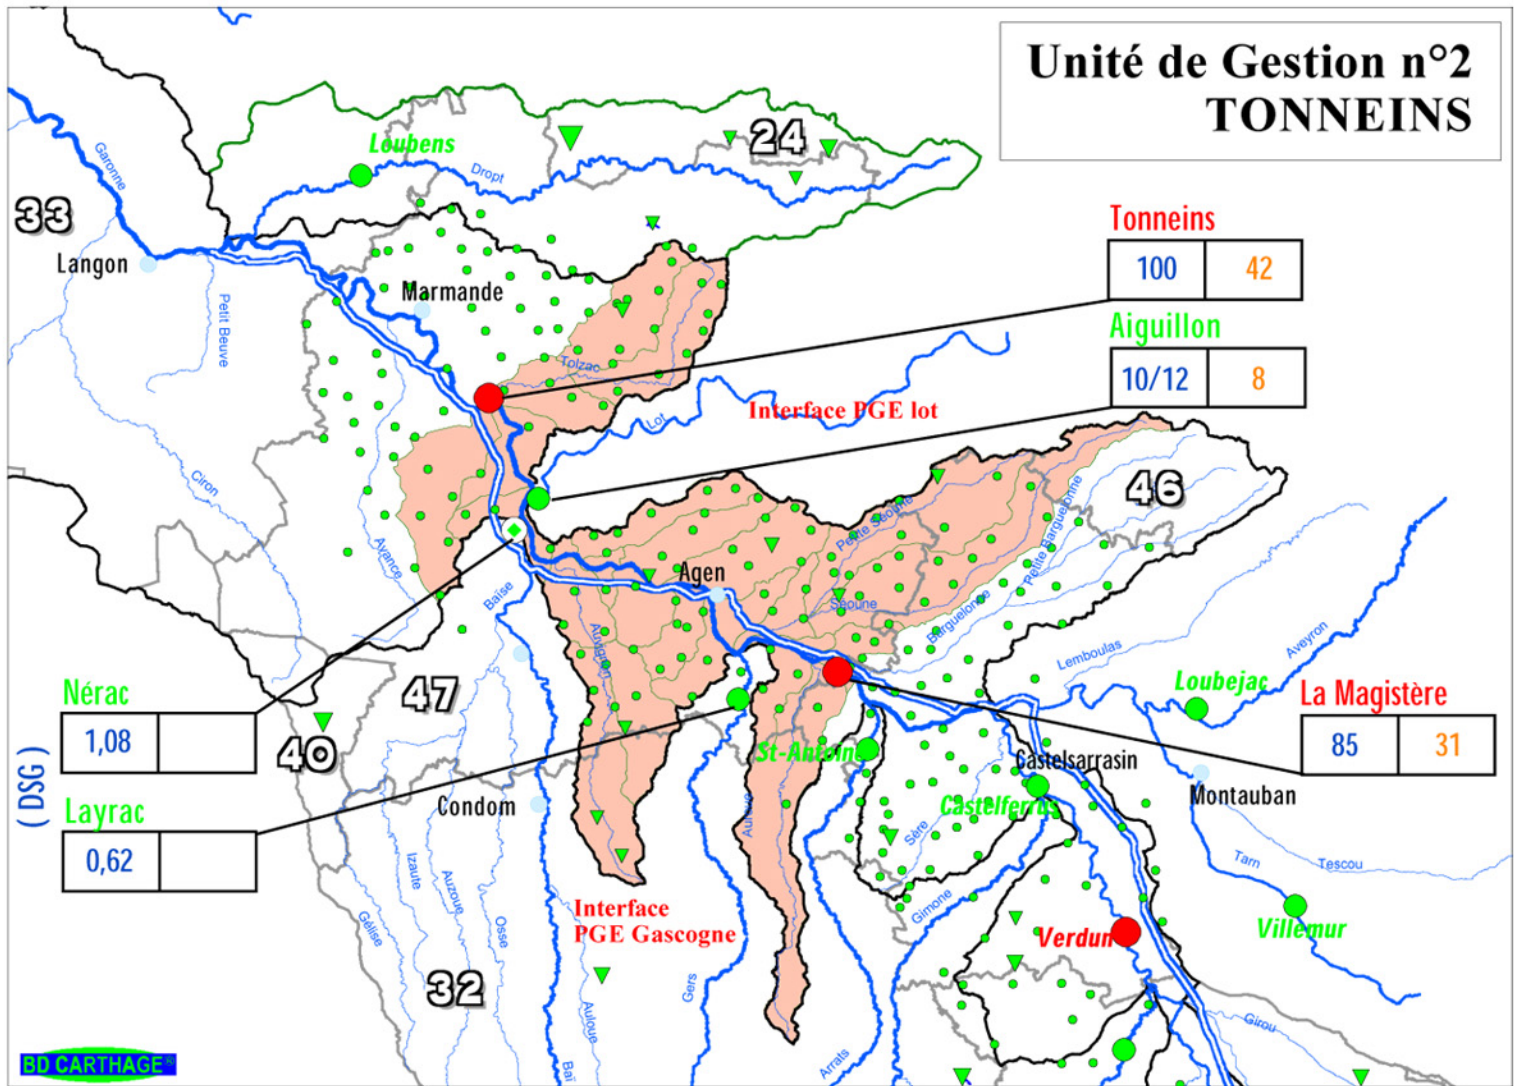 Unité de Gestion n°2
TONNEINS
24
Loubens
Dropt
Garonne
33
Langon
Petit Beuve
Marmande
Tonneins
100
42
Aiguillon
10/12
8
Tolzac
Interface PGE lot
Lot
Ciron
Avance
46
Petite Séoune
Petite Barguelonne
Agen
Séoune
Barguelonne
Lemboulas
Aveyron
Baïse
Auvignon
Loubejac
La Magistère
85
31
Nérac
1,08
47
40
(DSG)
Layrac
0,62
Condom
St-Antoine
Castelsarrasin
Castelferrus
Montauban
Auroue
Sère
Tarn
Tescou
Izaute
Auzoue
Gélise
Osse
Interface
PGE Gascogne
Gimone
Verdun
Villemur
32
Auloue
Gers
Arrats
Girou
Baï
BD CARTHAGE®